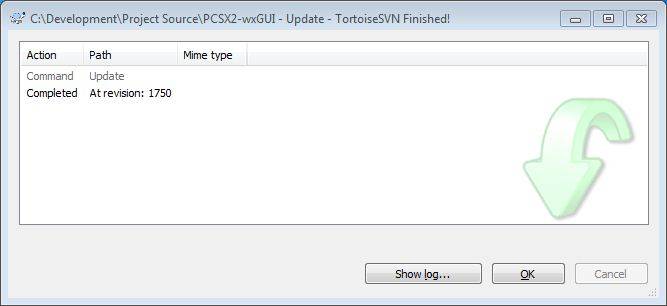 C:\Development\Project Source\PCSX2-wxGUI - Update - TortoiseSVN Finished!
Action Path Mime type
Command Update
Completed At revision: 1750
Show log... OK Cancel